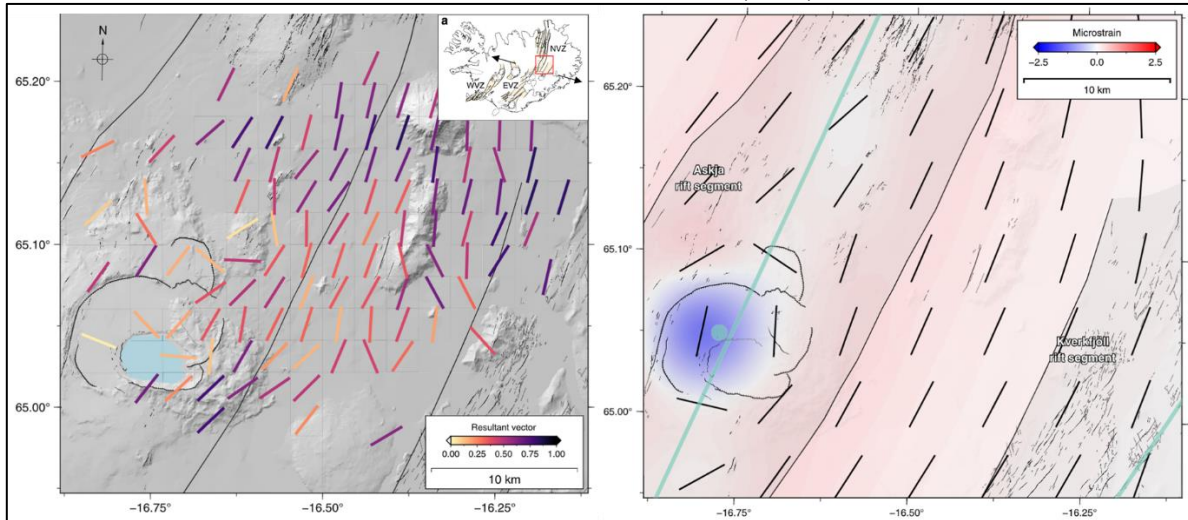 N
a
NVZ
WVZ
EVZ
65.20°
65.10°
65.00°
−16.75°
−16.50°
−16.25°
Resultant vector
0.00 0.25 0.50 0.75 1.00
10 km
65.20°
65.10°
65.00°
−16.75°
−16.50°
−16.25°
Microstrain
−2.5 0.0 2.5
10 km
Askja
rift segment
Kverkfjöll
rift segment